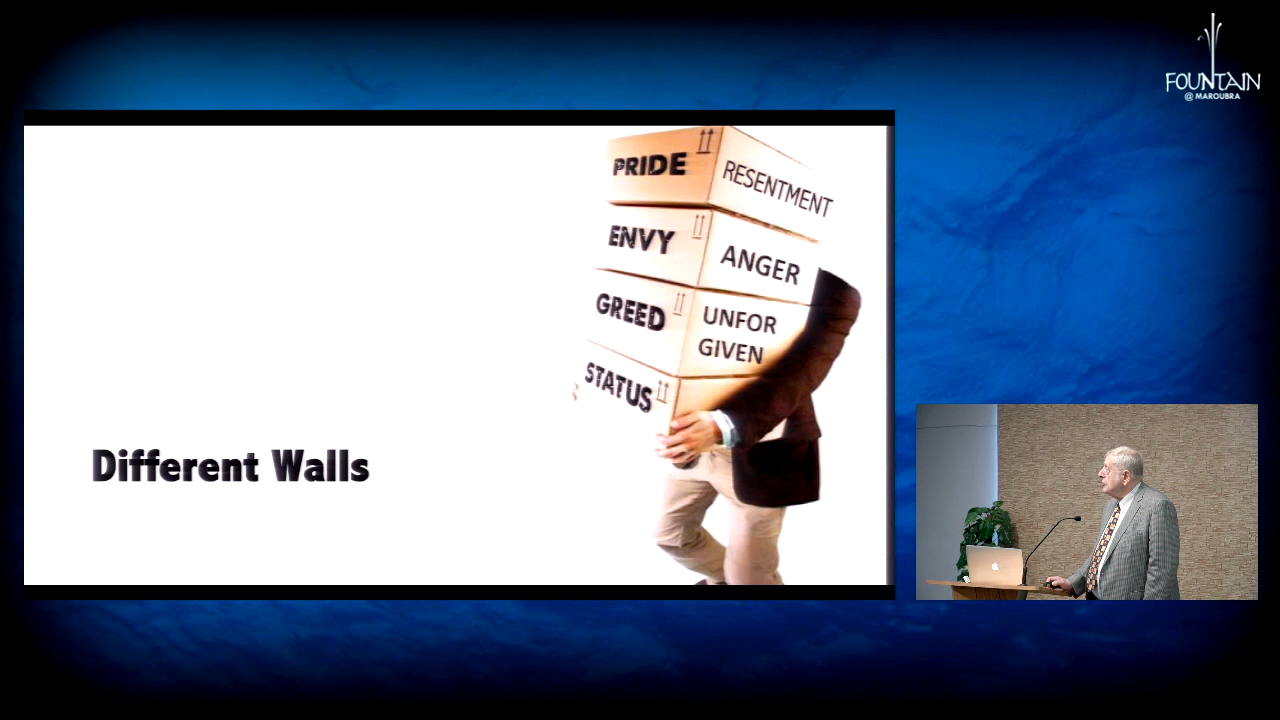 FOUNTAIN
@ MAROUBRA
PRIDE
RESENTMENT
ENVY
ANGER
GREED
UNFOR
GIVEN
STATUS
Different Walls